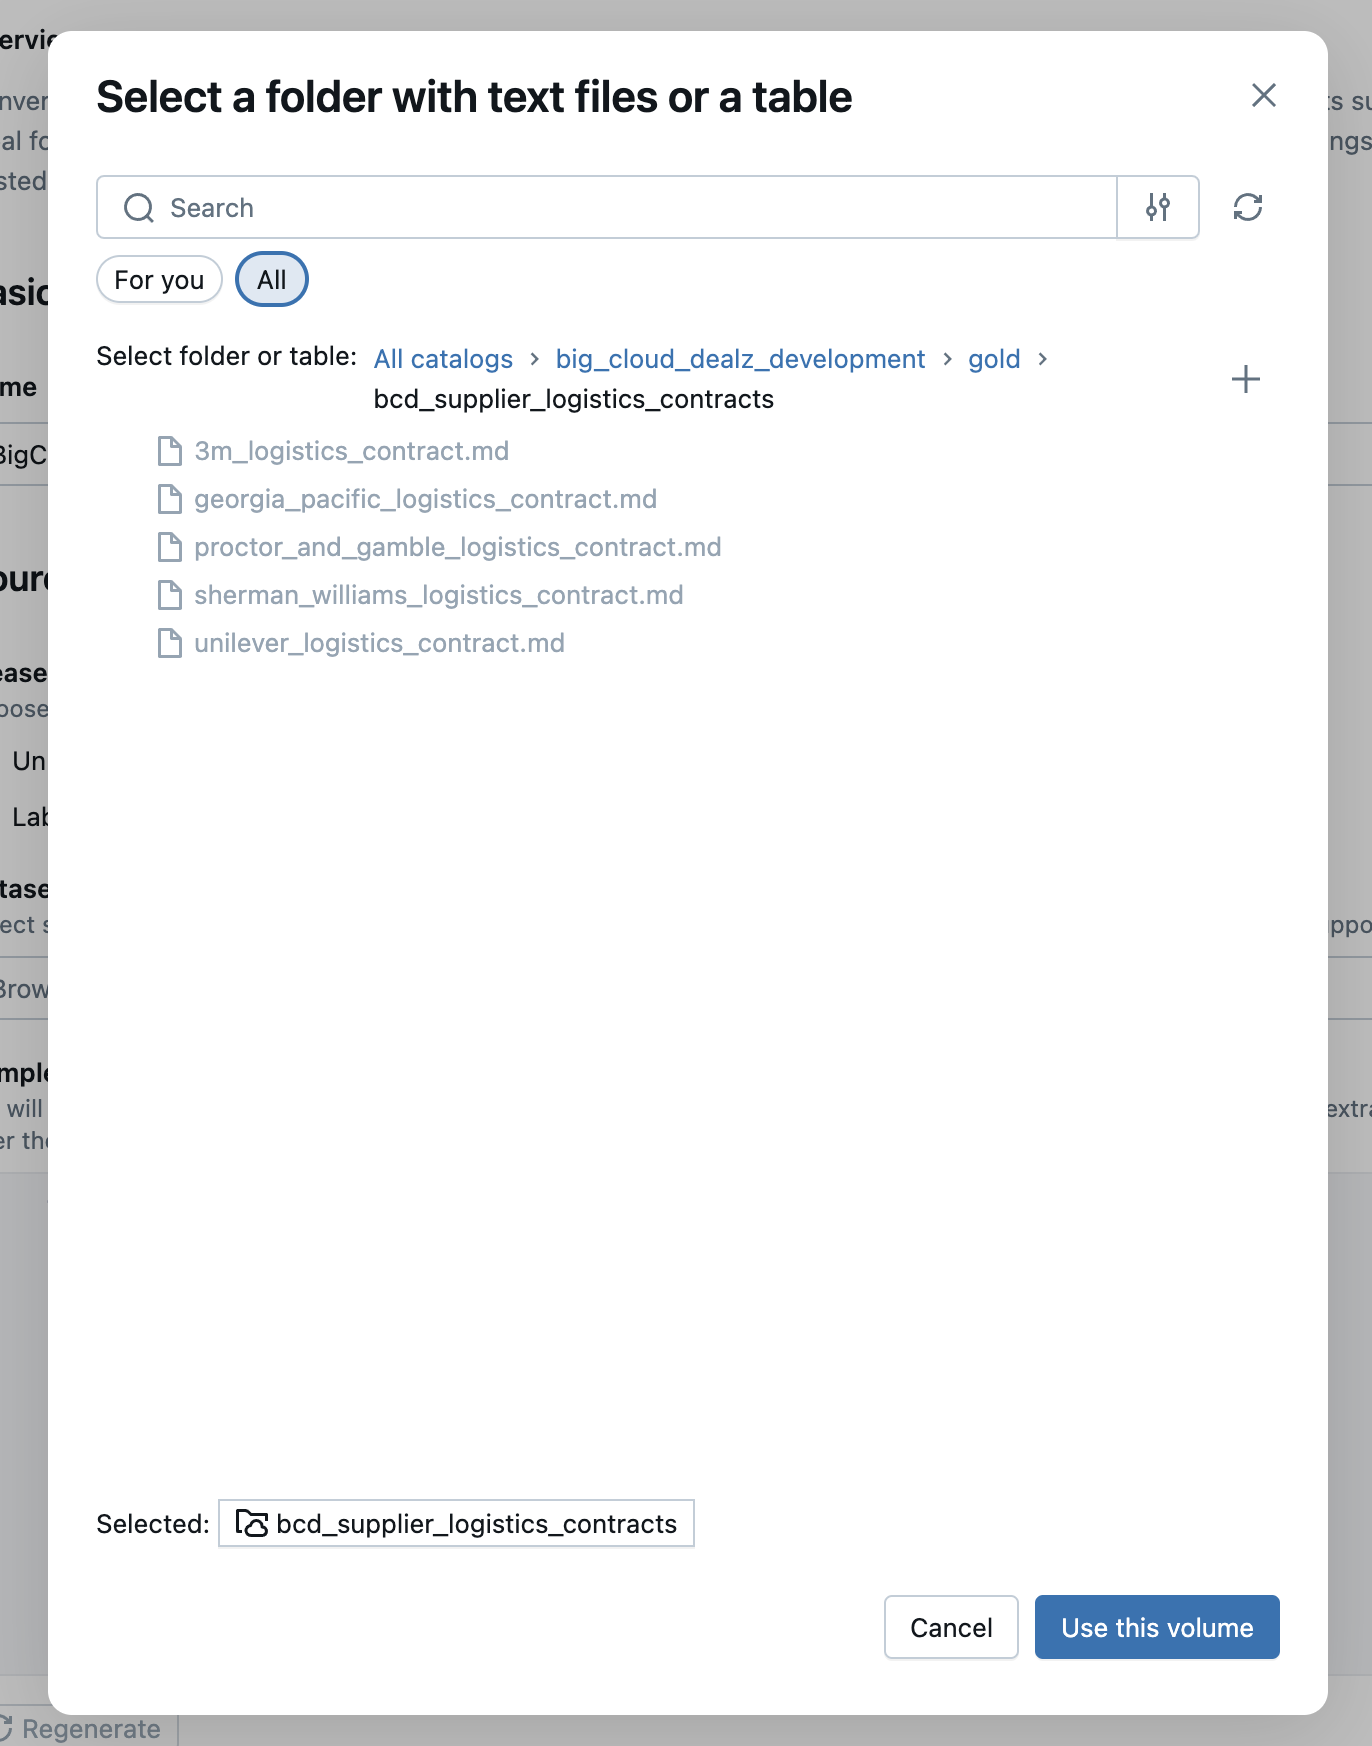 Select a folder with text files or a table
Search
For you
All
Select folder or table: All catalogs > big_cloud_dealz_development > gold >
bcd_supplier_logistics_contracts
3m_logistics_contract.md
georgia_pacific_logistics_contract.md
proctor_and_gamble_logistics_contract.md
sherman_williams_logistics_contract.md
unilever_logistics_contract.md
Selected: bcd_supplier_logistics_contracts
Cancel
Use this volume
Regenerate